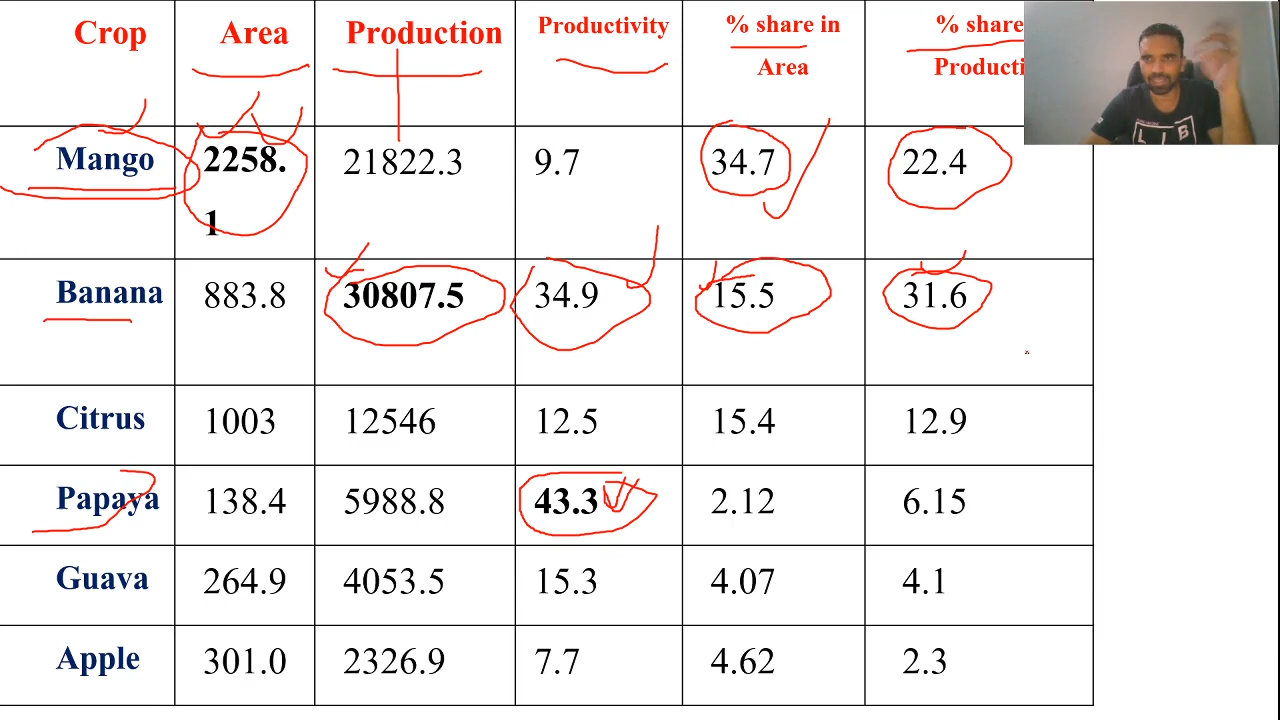 Crop Area Production Productivity % share in Area % share Producti
Mango 2258.1 21822.3 9.7 34.7 22.4
Banana 883.8 30807.5 34.9 15.5 31.6
Citrus 1003 12546 12.5 15.4 12.9
Papaya 138.4 5988.8 43.3 2.12 6.15
Guava 264.9 4053.5 15.3 4.07 4.1
Apple 301.0 2326.9 7.7 4.62 2.3